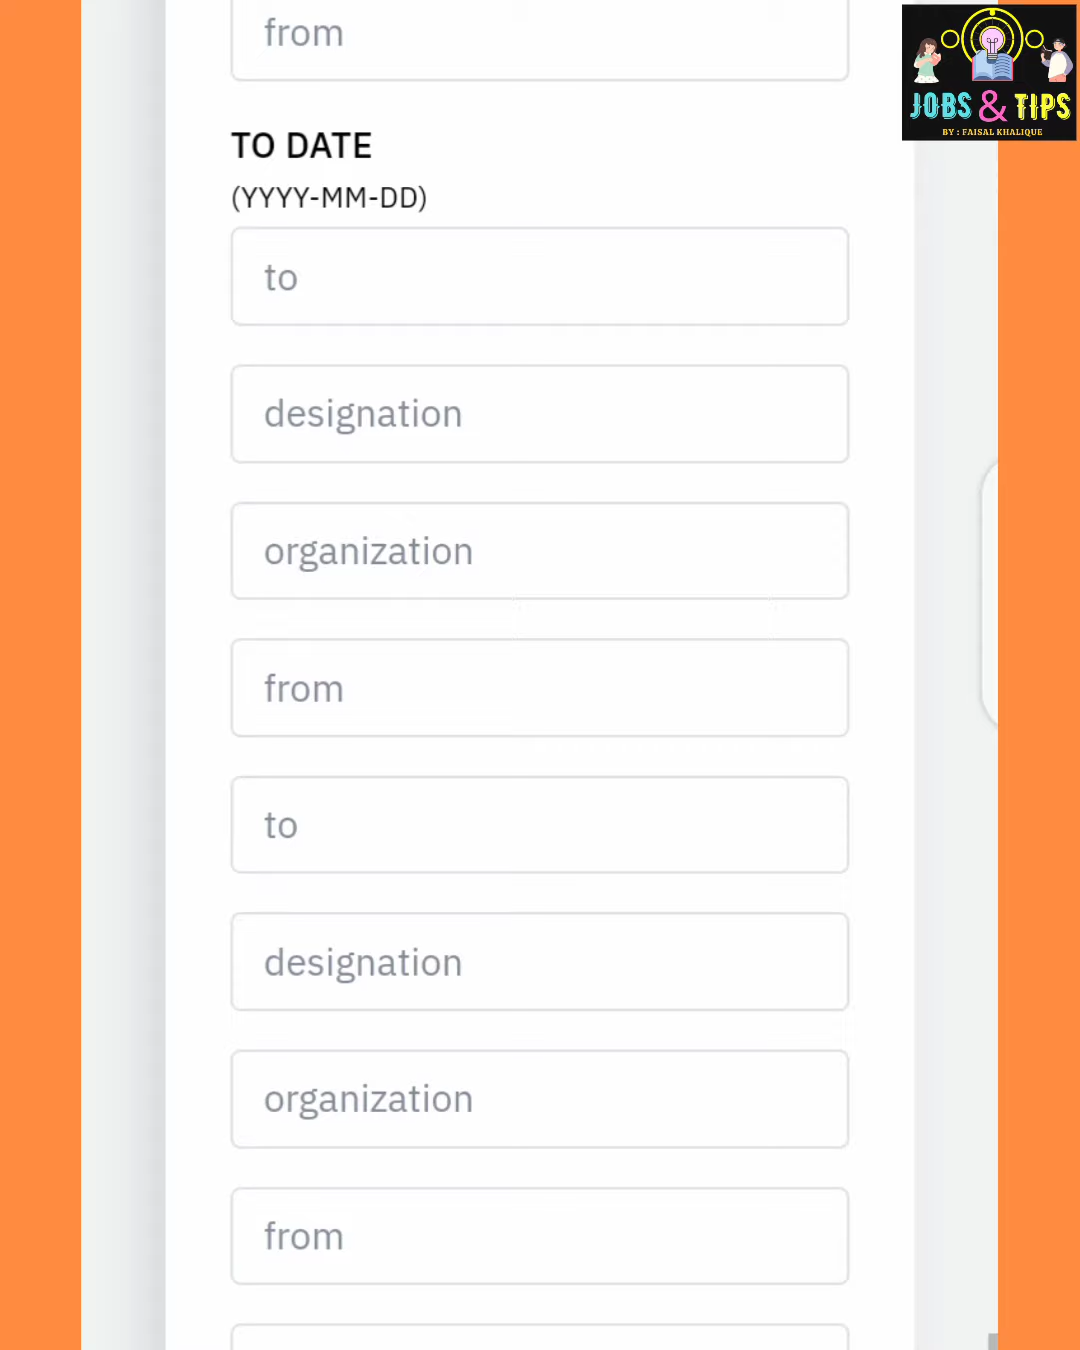 from
JOBS & TIPS
BY : FAISAL KHALIQUE
TO DATE
(YYYY-MM-DD)
to
designation
organization
from
to
designation
organization
from